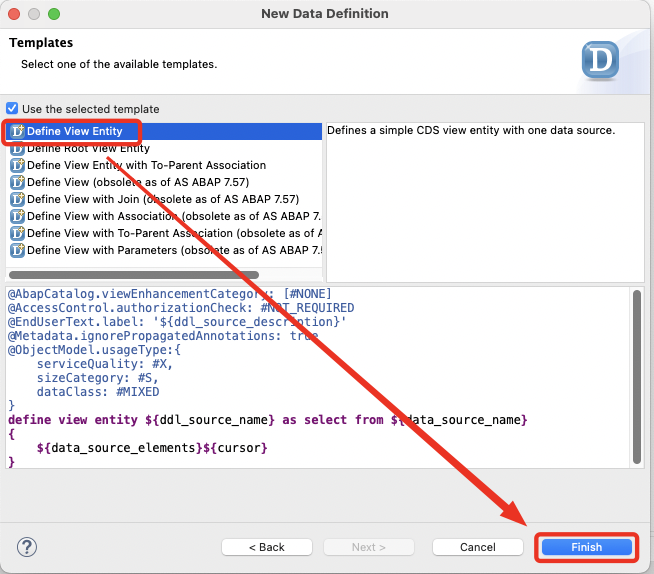 New Data Definition
Templates
Select one of the available templates.
D
Use the selected template
Define View Entity
Define Root View Entity
Define View Entity with To-Parent Association
Define View (obsolete as of AS ABAP 7.57)
Define View with Join (obsolete as of AS ABAP 7.57)
Define View with Association (obsolete as of AS ABAP 7.
Define View with To-Parent Association (obsolete as of A
Define View with Parameters (obsolete as of AS ABAP 7.5
Defines a simple CDS view entity with one data source.
@AbapCatalog.viewEnhancementCategory: [#NONE]
@AccessControl.authorizationCheck: #NOT_REQUIRED
@EndUserText.label: '${ddl_source_description}'
@Metadata.ignorePropagatedAnnotations: true
@ObjectModel.usageType:{
    serviceQuality: #X,
    sizeCategory: #S,
    dataClass: #MIXED
}
define view entity ${ddl_source_name} as select from ${data_source_name}
{
    ${data_source_elements}${cursor}
}
?
< Back
Next >
Cancel
Finish